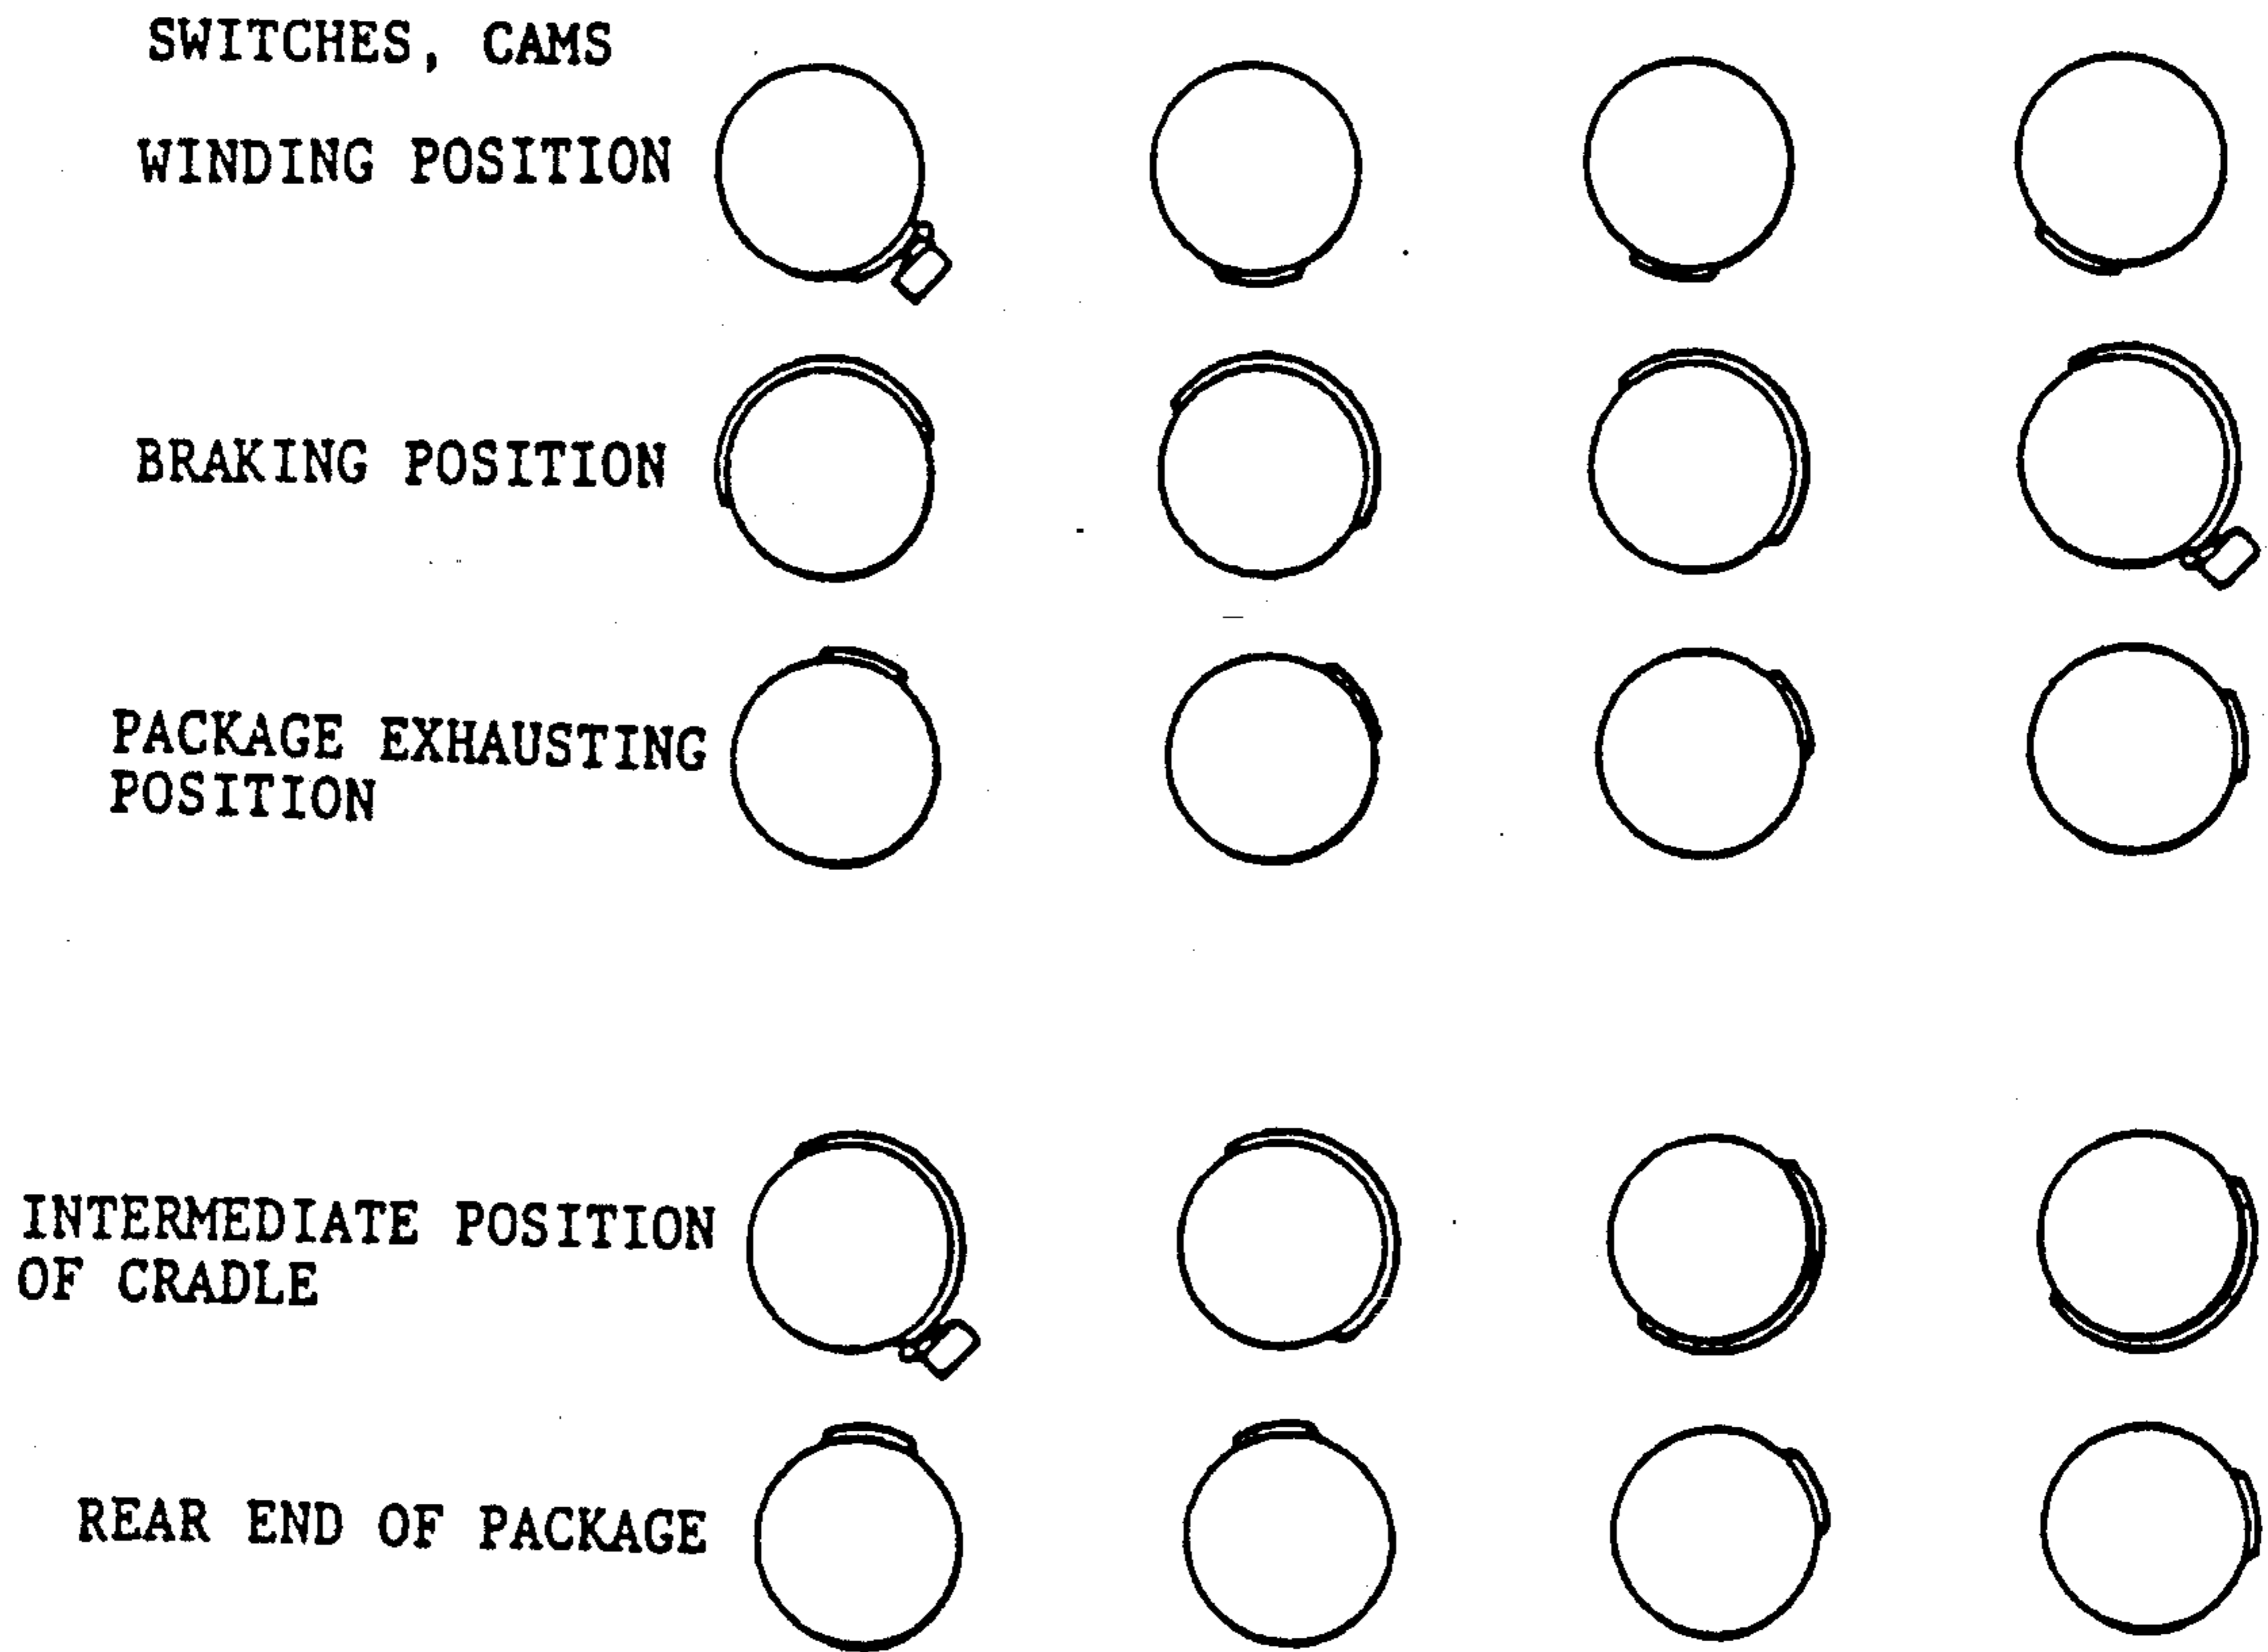 SWITCHES, CAMS
WINDING POSITION
BRAKING POSITION
PACKAGE EXHAUSTING
POSITION
INTERMEDIATE POSITION
OF CRADLE
REAR END OF PACKAGE